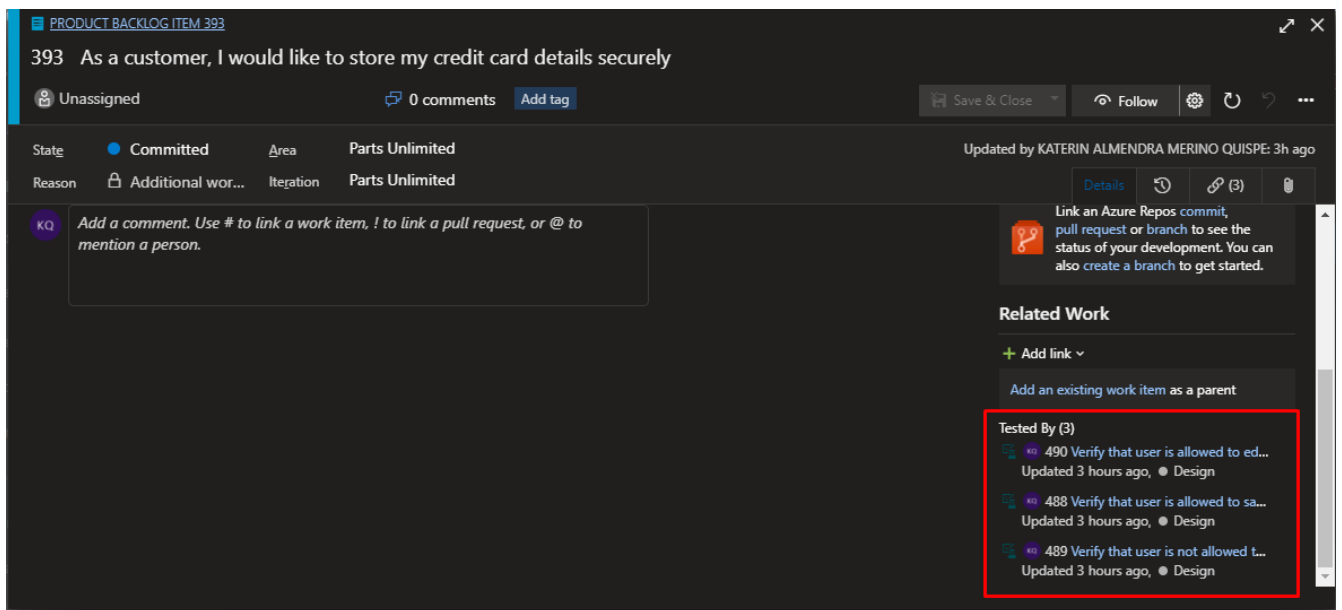 PRODUCT BACKLOG ITEM 393
393 As a customer, I would like to store my credit card details securely
Unassigned 0 comments Add tag Save & Close Follow
State Committed Area Parts Unlimited Updated by KATERIN ALMENDRA MERINO QUISPE: 3h ago
Reason Additional wor... Iteration Parts Unlimited Details (3)
KQ
Add a comment. Use # to link a work item, ! to link a pull request, or @ to
mention a person.
Link an Azure Repos commit,
pull request or branch to see the
status of your development. You can
also create a branch to get started.
Related Work
+ Add link
Add an existing work item as a parent
Tested By (3)
KQ 490 Verify that user is allowed to ed...
Updated 3 hours ago, ● Design
KQ 488 Verify that user is allowed to sa...
Updated 3 hours ago, ● Design
KQ 489 Verify that user is not allowed t...
Updated 3 hours ago, ● Design